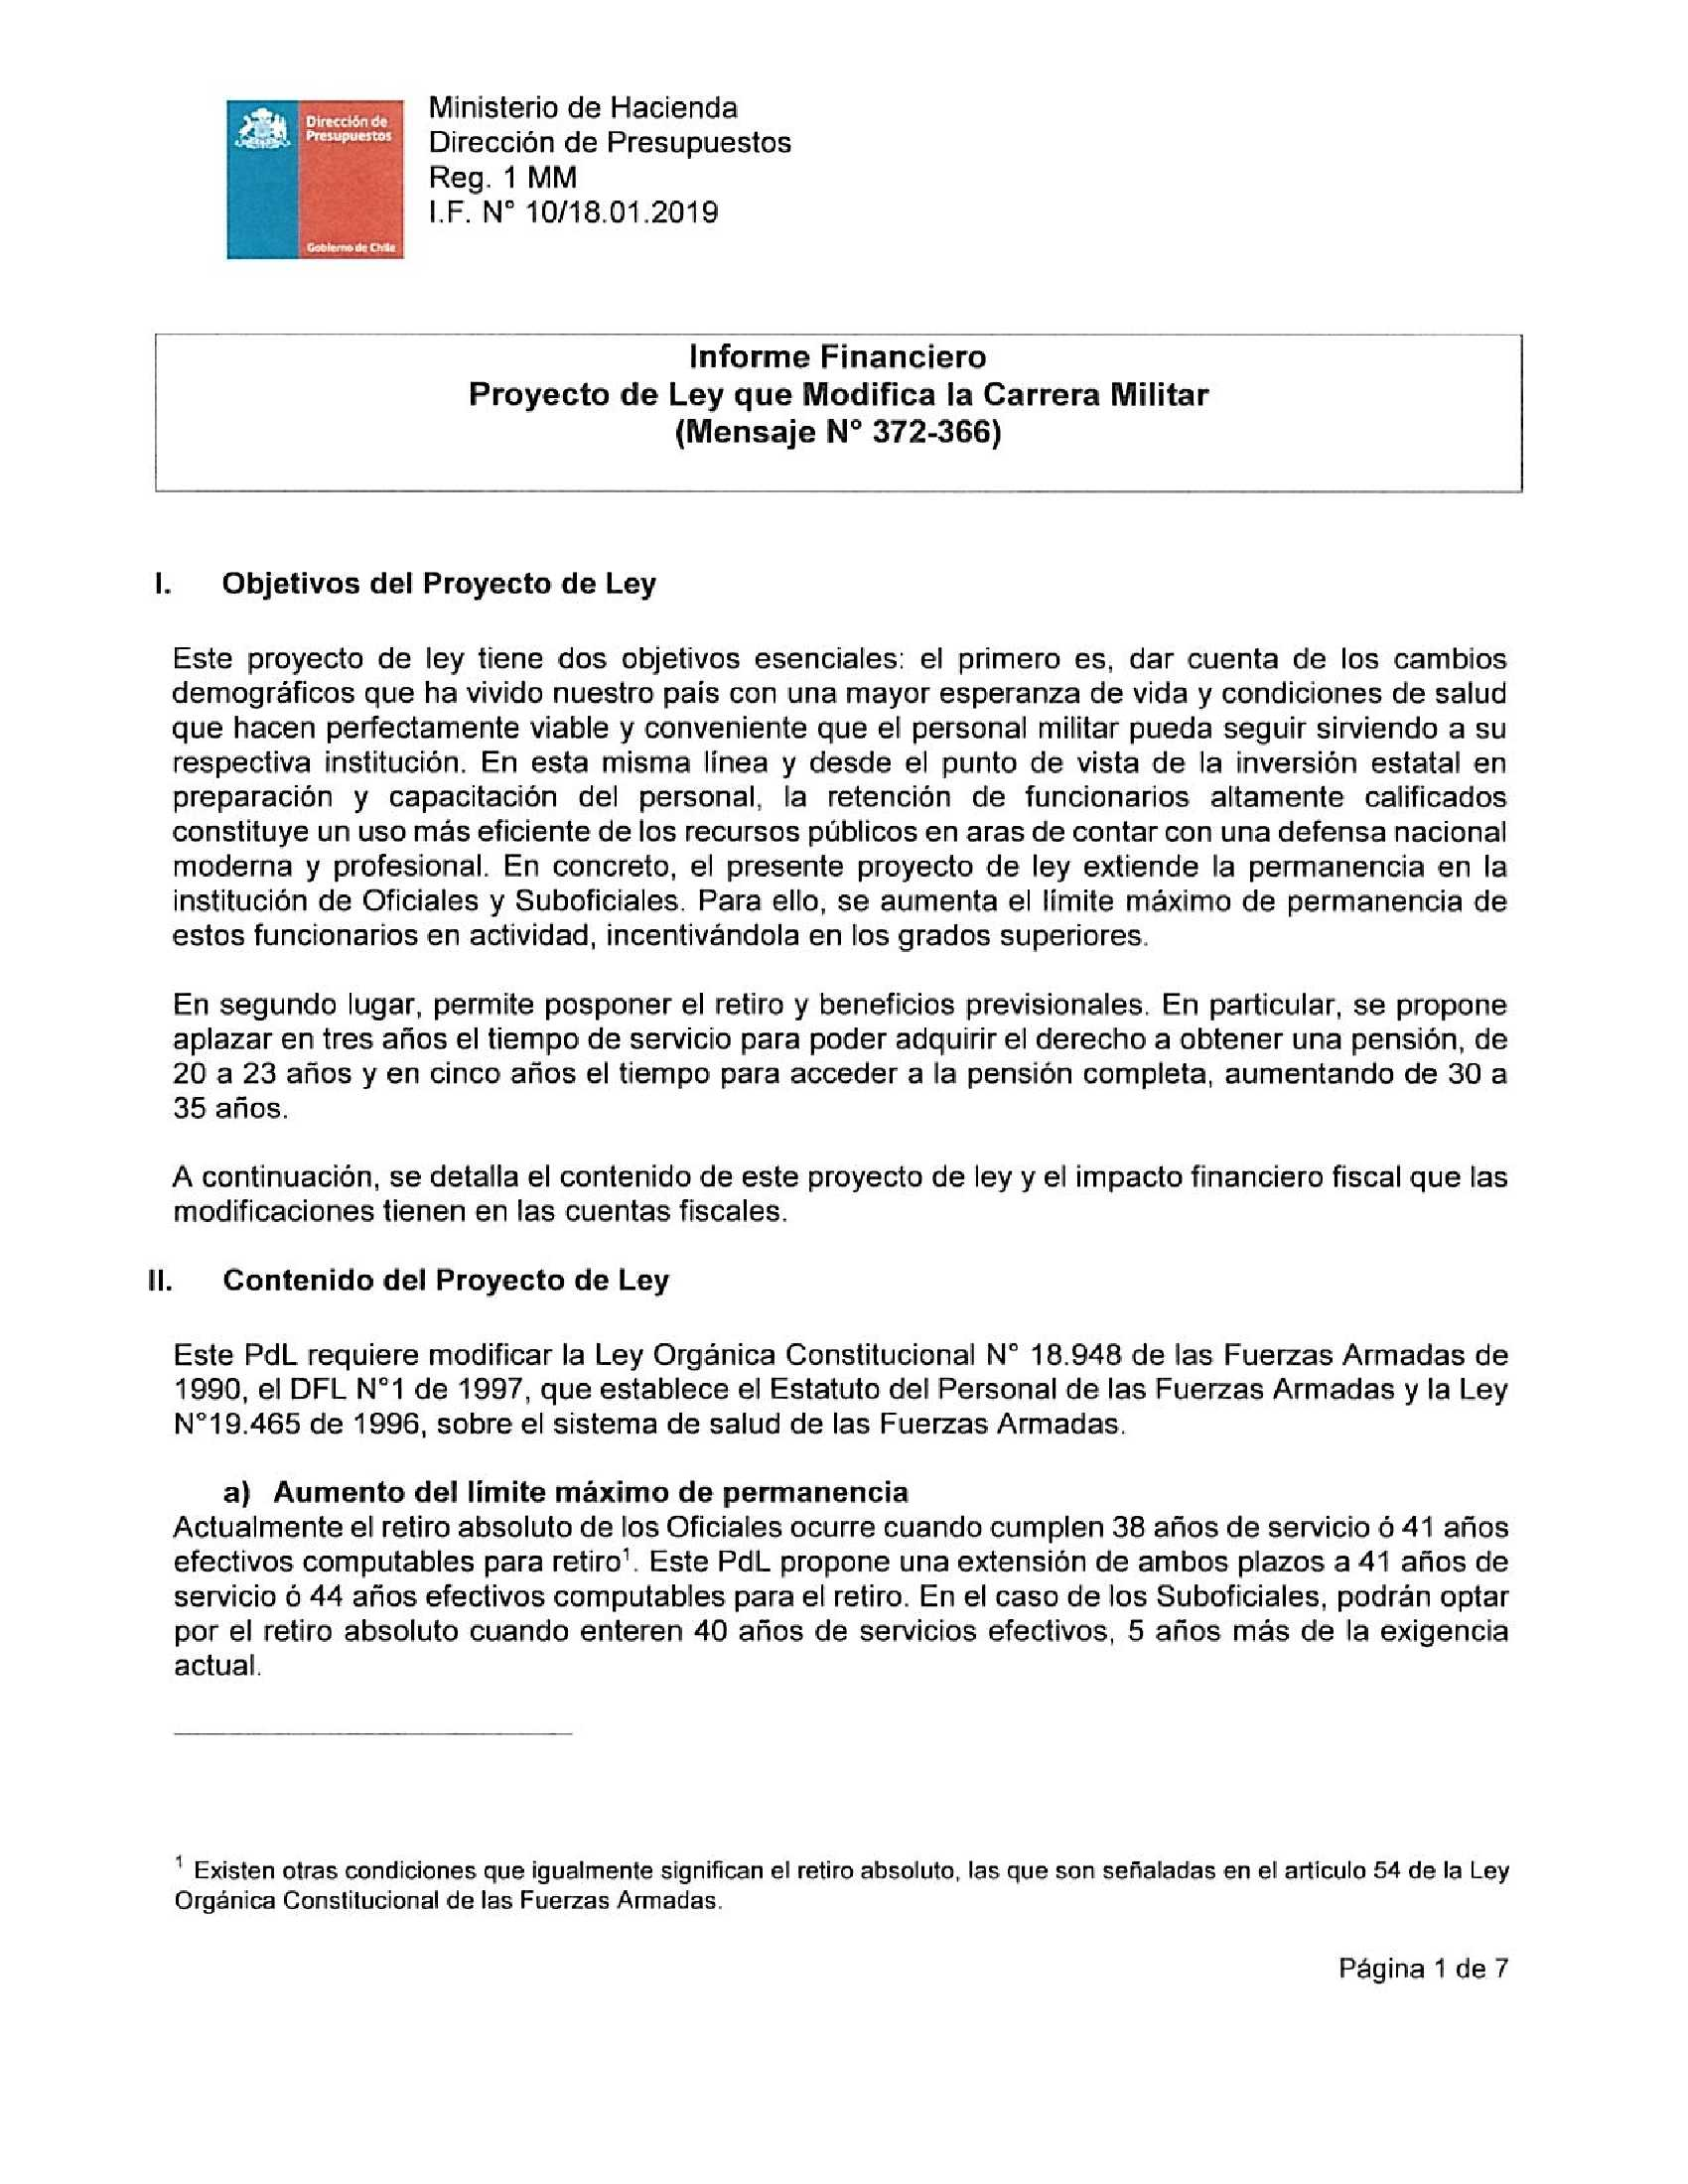 Dirección de
Presupuestos
Gobierno de Chile
Ministerio de Hacienda
Dirección de Presupuestos
Reg. 1 MM
I.F. N° 10/18.01.2019
Informe Financiero
Proyecto de Ley que Modifica la Carrera Militar
(Mensaje N° 372-366)
I. Objetivos del Proyecto de Ley
Este proyecto de ley tiene dos objetivos esenciales: el primero es, dar cuenta de los cambios
demográficos que ha vivido nuestro país con una mayor esperanza de vida y condiciones de salud
que hacen perfectamente viable y conveniente que el personal militar pueda seguir sirviendo a su
respectiva institución. En esta misma línea y desde el punto de vista de la inversión estatal en
preparación y capacitación del personal, la retención de funcionarios altamente calificados
constituye un uso más eficiente de los recursos públicos en aras de contar con una defensa nacional
moderna y profesional. En concreto, el presente proyecto de ley extiende la permanencia en la
institución de Oficiales y Suboficiales. Para ello, se aumenta el límite máximo de permanencia de
estos funcionarios en actividad, incentivándola en los grados superiores.
En segundo lugar, permite posponer el retiro y beneficios previsionales. En particular, se propone
aplazar en tres años el tiempo de servicio para poder adquirir el derecho a obtener una pensión, de
20 a 23 años y en cinco años el tiempo para acceder a la pensión completa, aumentando de 30 a
35 años.
A continuación, se detalla el contenido de este proyecto de ley y el impacto financiero fiscal que las
modificaciones tienen en las cuentas fiscales.
II. Contenido del Proyecto de Ley
Este PdL requiere modificar la Ley Orgánica Constitucional N° 18.948 de las Fuerzas Armadas de
1990, el DFL N°1 de 1997, que establece el Estatuto del Personal de las Fuerzas Armadas y la Ley
N°19.465 de 1996, sobre el sistema de salud de las Fuerzas Armadas.
a) Aumento del límite máximo de permanencia
Actualmente el retiro absoluto de los Oficiales ocurre cuando cumplen 38 años de servicio ó 41 años
efectivos computables para retiro¹. Este PdL propone una extensión de ambos plazos a 41 años de
servicio ó 44 años efectivos computables para el retiro. En el caso de los Suboficiales, podrán optar
por el retiro absoluto cuando enteren 40 años de servicios efectivos, 5 años más de la exigencia
actual.
¹ Existen otras condiciones que igualmente significan el retiro absoluto, las que son señaladas en el artículo 54 de la Ley
Orgánica Constitucional de las Fuerzas Armadas.
Página 1 de 7